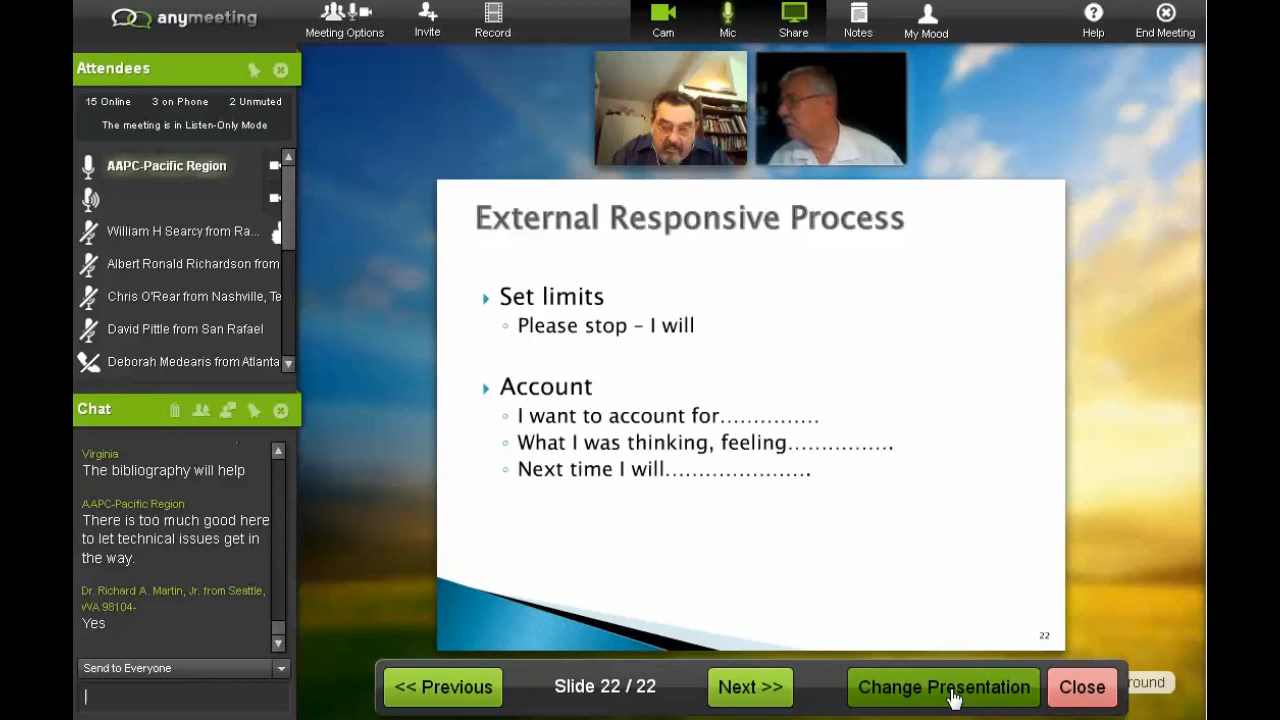 anymeeting
Meeting Options
Invite
Record
Cam
Mic
Share
Notes
My Mood
Help
End Meeting
Attendees
15 Online 3 on Phone 2 Unmuted
The meeting is in Listen-Only Mode
AAPC-Pacific Region
William H Searcy from Ra...
Albert Ronald Richardson from
Chris O'Rear from Nashville, Te
David Pittle from San Rafael
Deborah Medearis from Atlanta
Chat
Virginia
The bibliography will help
AAPC-Pacific Region
There is too much good here
to let technical issues get in
the way.
Dr. Richard A. Martin, Jr. from Seattle,
WA 98104-
Yes
Send to Everyone
External Responsive Process
Set limits
Please stop – I will
Account
I want to account for……………
What I was thinking, feeling…………….
Next time I will………………….
22
<< Previous
Slide 22 / 22
Next >>
Change Presentation
Close
round